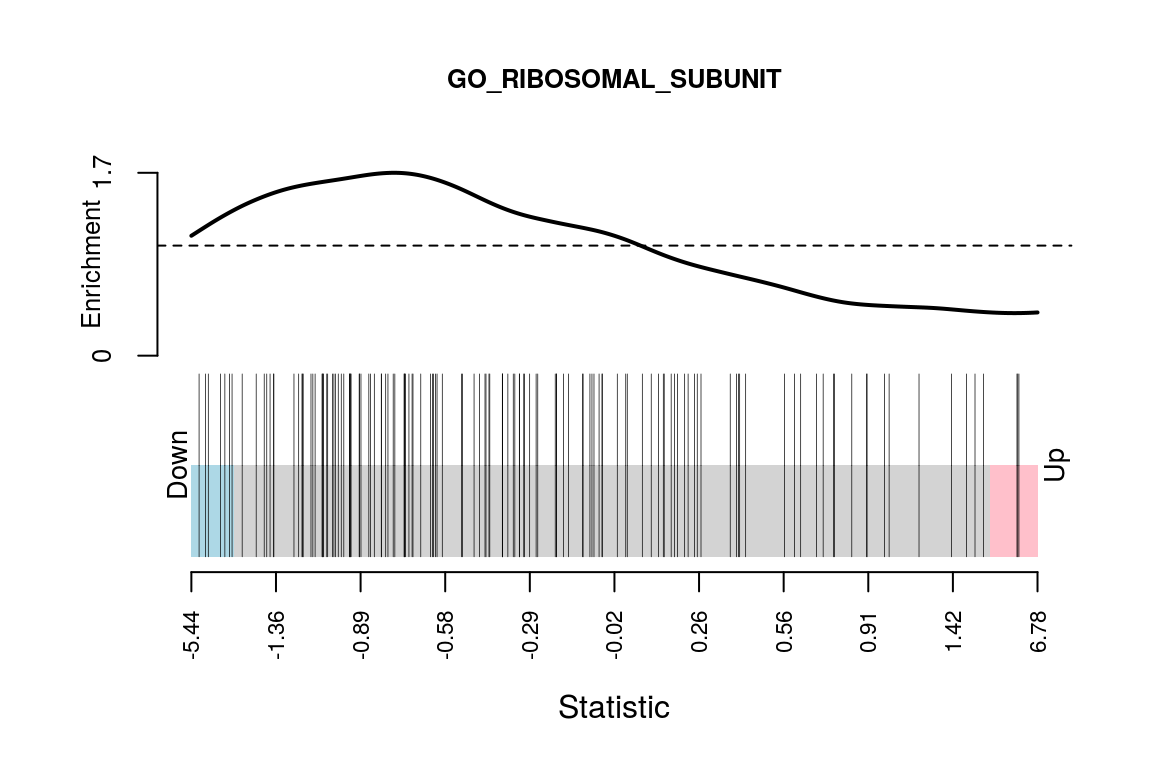 GO_RIBOSOMAL_SUBUNIT
Enrichment
1.7
0
Down
Up
-5.44
-1.36
-0.89
-0.58
-0.29
-0.02
0.26
0.56
0.91
1.42
6.78
Statistic